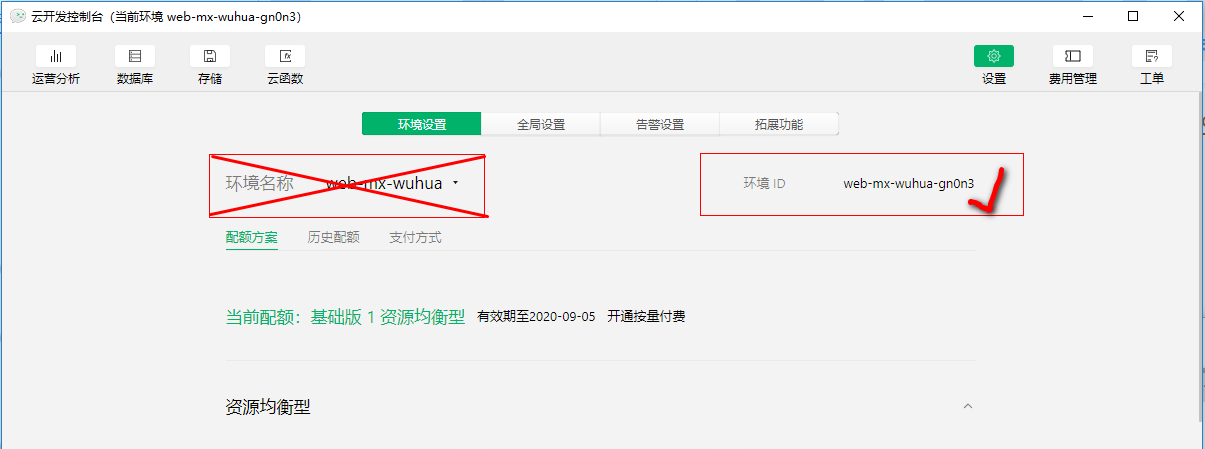 云开发控制台（当前环境 web-mx-wuhua-gn0n3）
运营分析 数据库 存储 云函数 设置 费用管理 工单
环境设置 全局设置 告警设置 拓展功能
环境名称 web-mx-wuhua 环境 ID web-mx-wuhua-gn0n3
配额方案 历史配额 支付方式
当前配额：基础版 1 资源均衡型 有效期至2020-09-05 开通按量付费
资源均衡型